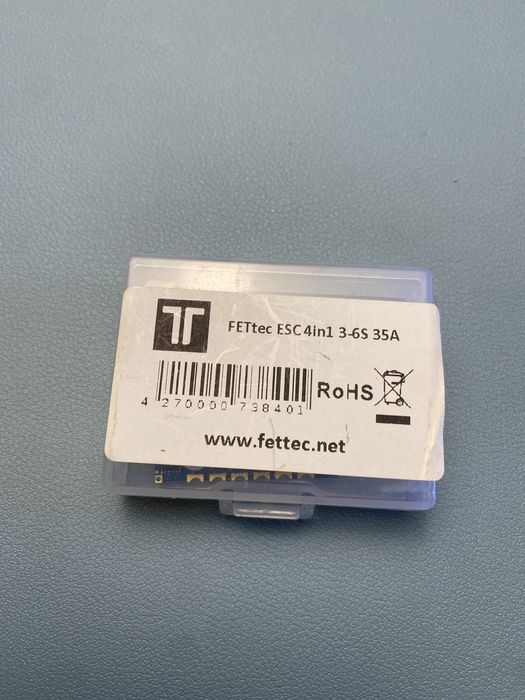 FETtec ESC 4in1 3-6S 35A
RoHS
4 270000 738401
www.fettec.net